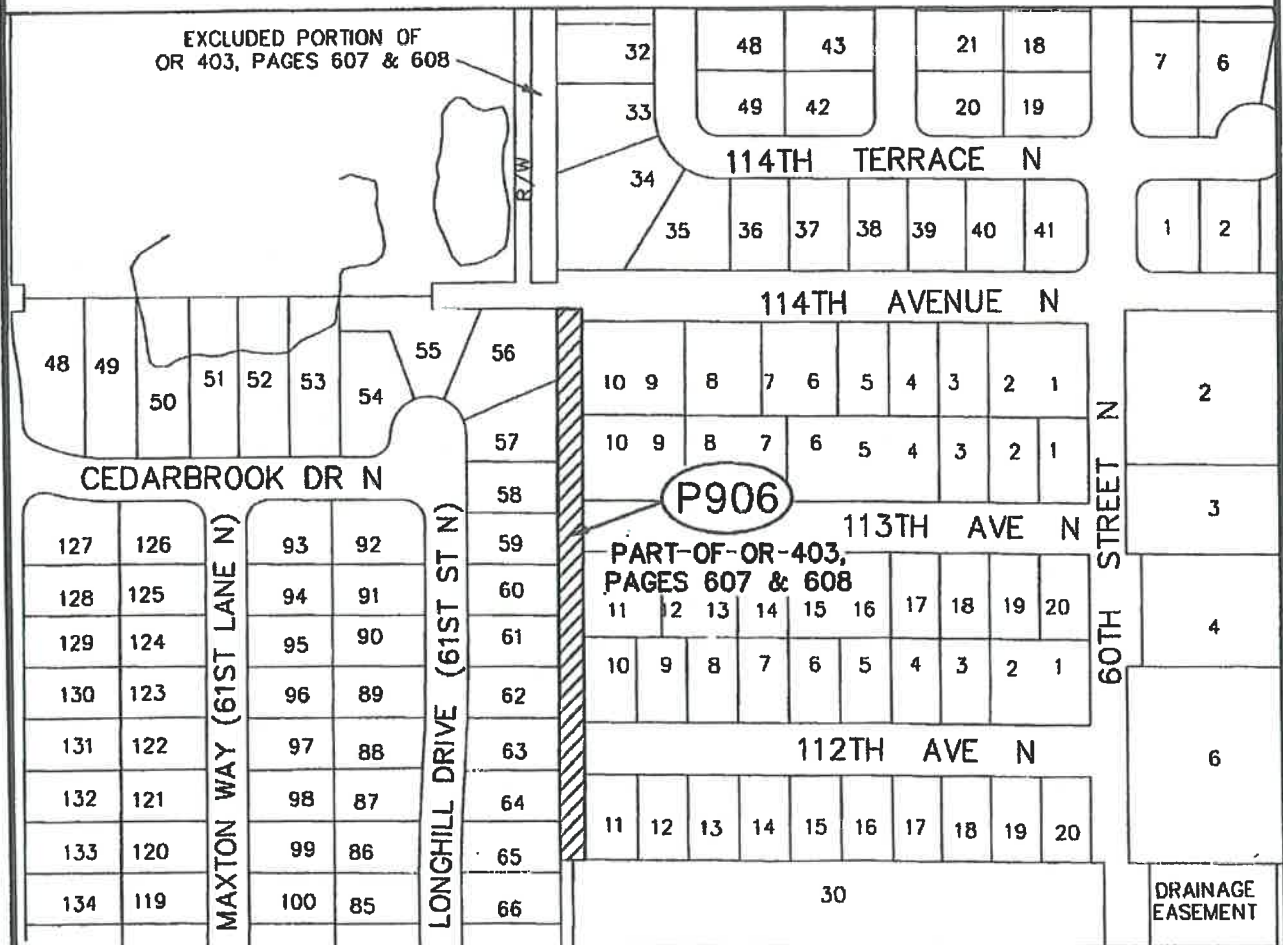 EXCLUDED PORTION OF
OR 403, PAGES 607 & 608
R/W
32
33
34
35
48 43
49 42
21 18
20 19
7 6
114TH TERRACE N
36 37 38 39 40 41
1 2
114TH AVENUE N
48 49 50 51 52 53 54 55 56
57
58
59
60
61
62
63
64
65
66
CEDARBROOK DR N
127 126
128 125
129 124
130 123
131 122
132 121
133 120
134 119
MAXTON WAY (61ST LANE N)
93 92
94 91
95 90
96 89
97 88
98 87
99 86
100 85
LONGHILL DRIVE (61ST ST N)
10 9 8 7 6 5 4 3 2 1
10 9 8 7 6 5 4 3 2 1
P906
113TH AVE N
PART-OF-OR-403,
PAGES 607 & 608
11 12 13 14 15 16 17 18 19 20
10 9 8 7 6 5 4 3 2 1
112TH AVE N
11 12 13 14 15 16 17 18 19 20
30
60TH STREET N
2
3
4
6
DRAINAGE
EASEMENT